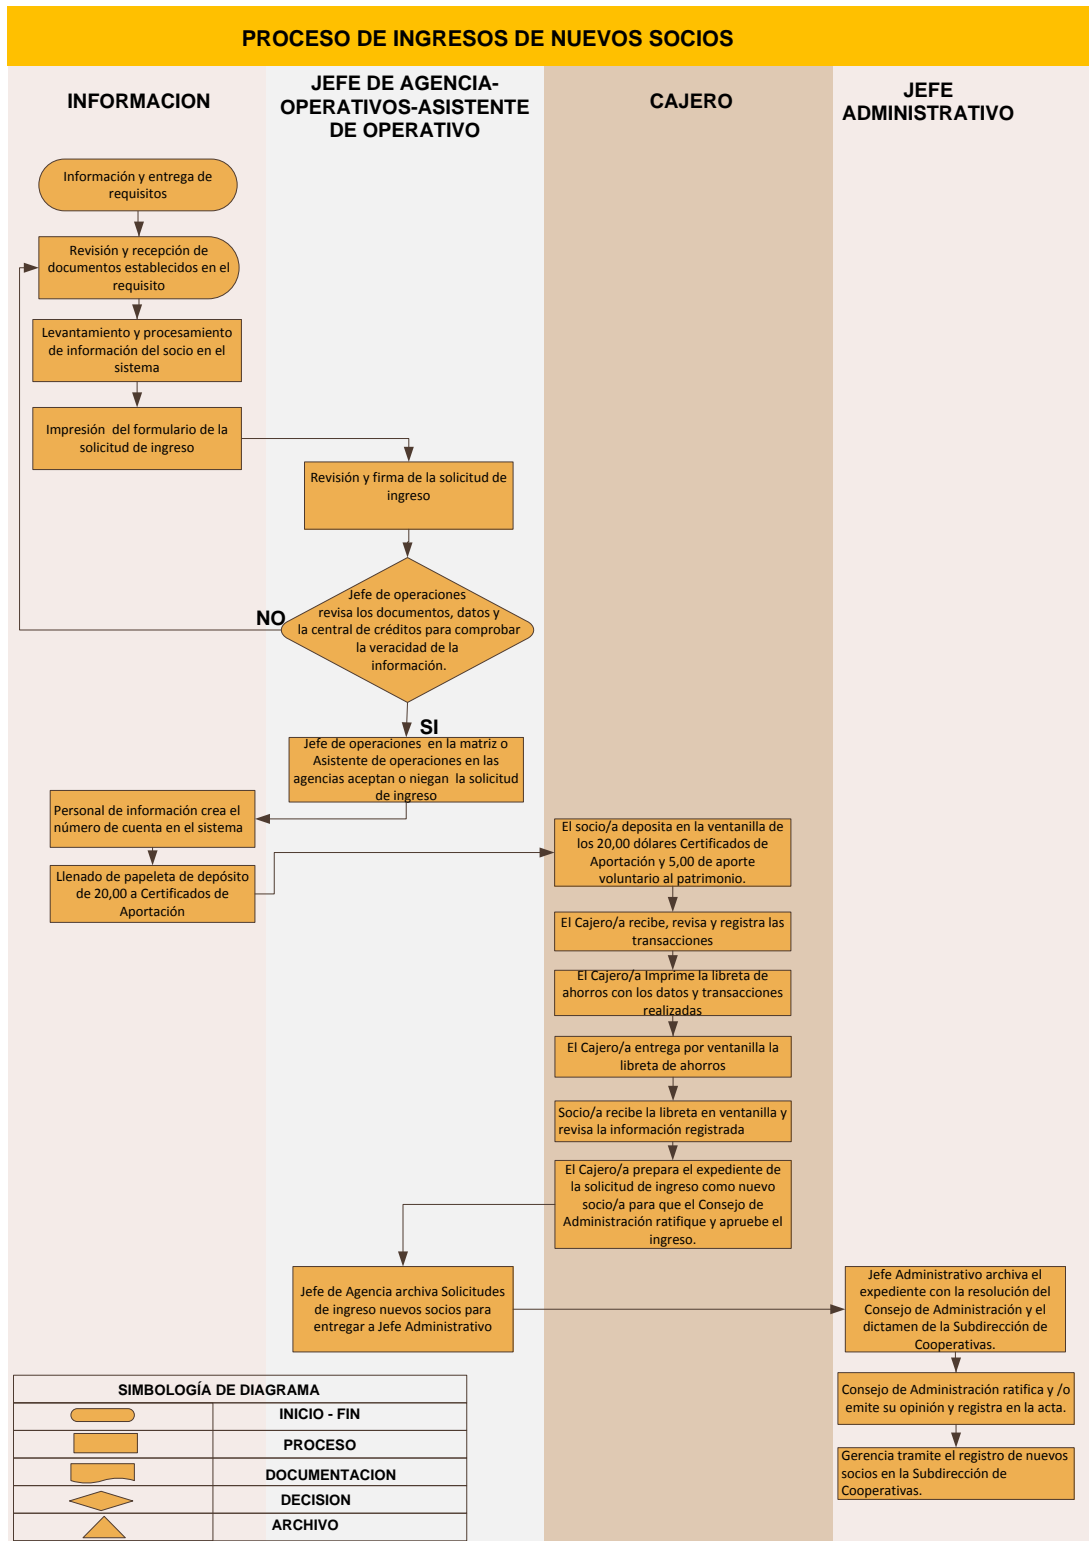 PROCESO DE INGRESOS DE NUEVOS SOCIOS
INFORMACION
JEFE DE AGENCIA-
OPERATIVOS-ASISTENTE
DE OPERATIVO
CAJERO
JEFE
ADMINISTRATIVO
Información y entrega de
requisitos
Revisión y recepción de
documentos establecidos en el
requisito
Levantamiento y procesamiento
de información del socio en el
sistema
Impresión del formulario de la
solicitud de ingreso
Revisión y firma de la solicitud de
ingreso
Jefe de operaciones
revisa los documentos, datos y
la central de créditos para comprobar
la veracidad de la
información.
NO
SI
Jefe de operaciones en la matriz o
Asistente de operaciones en las
agencias aceptan o niegan la solicitud
de ingreso
Personal de información crea el
número de cuenta en el sistema
Llenado de papeleta de depósito
de 20,00 a Certificados de
Aportación
El socio/a deposita en la ventanilla de
los 20,00 dólares Certificados de
Aportación y 5,00 de aporte
voluntario al patrimonio.
El Cajero/a recibe, revisa y registra las
transacciones
El Cajero/a Imprime la libreta de
ahorros con los datos y transacciones
realizadas
El Cajero/a entrega por ventanilla la
libreta de ahorros
Socio/a recibe la libreta en ventanilla y
revisa la información registrada
El Cajero/a prepara el expediente de
la solicitud de ingreso como nuevo
socio/a para que el Consejo de
Administración ratifique y apruebe el
ingreso.
Jefe de Agencia archiva Solicitudes
de ingreso nuevos socios para
entregar a Jefe Administrativo
Jefe Administrativo archiva el
expediente con la resolución del
Consejo de Administración y el
dictamen de la Subdirección de
Cooperativas.
Consejo de Administración ratifica y /o
emite su opinión y registra en la acta.
Gerencia tramite el registro de nuevos
socios en la Subdirección de
Cooperativas.
SIMBOLOGÍA DE DIAGRAMA
INICIO - FIN
PROCESO
DOCUMENTACION
DECISION
ARCHIVO